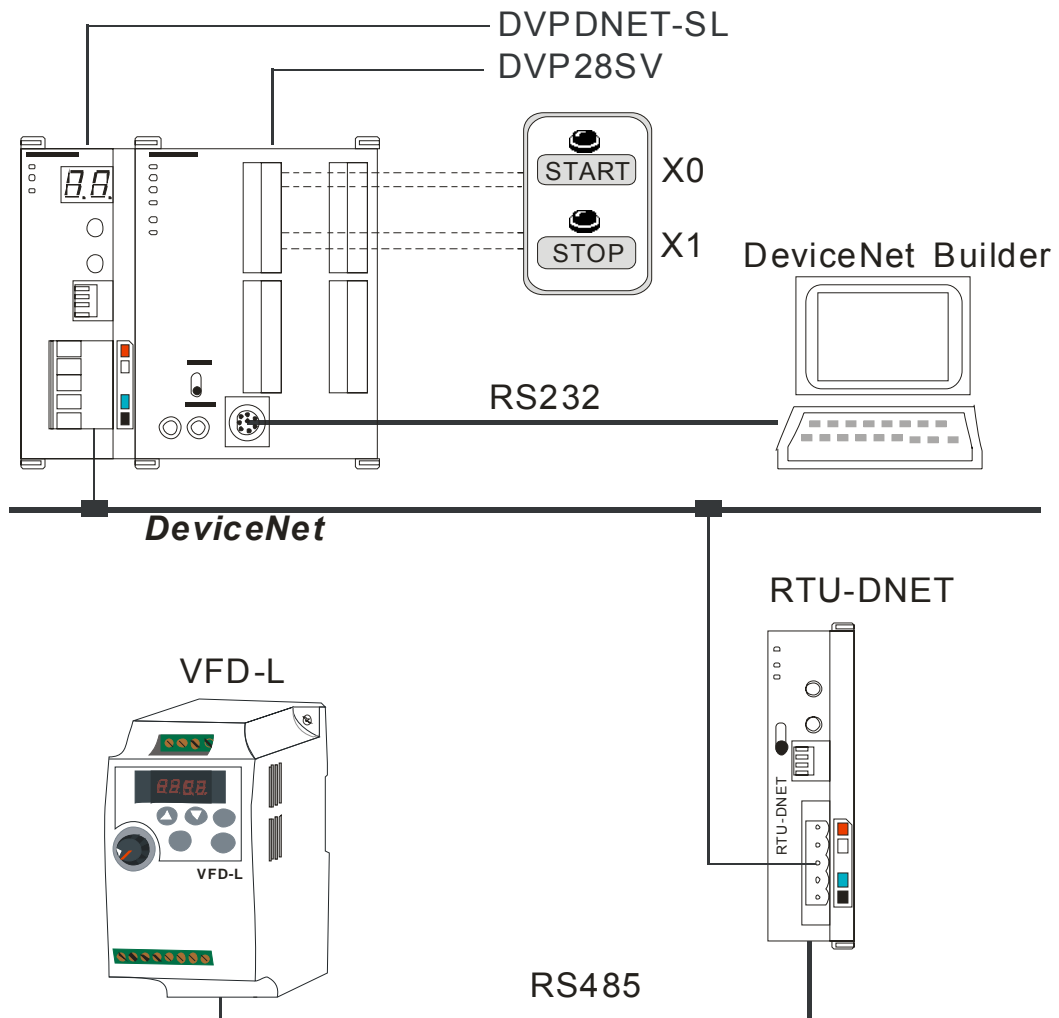 DVPDNET-SL
DVP28SV
START X0
STOP X1
DeviceNet Builder
RS232
DeviceNet
RTU-DNET
VFD-L
RTU-DNET
VFD-L
RS485